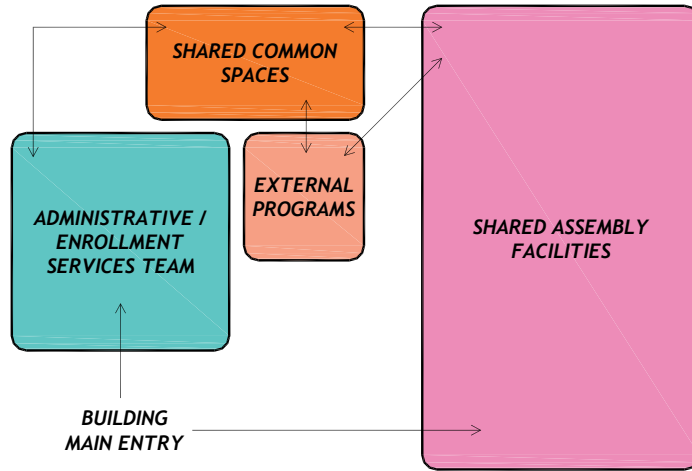 SHARED COMMON
SPACES
ADMINISTRATIVE /
ENROLLMENT
SERVICES TEAM
EXTERNAL
PROGRAMS
SHARED ASSEMBLY
FACILITIES
BUILDING
MAIN ENTRY